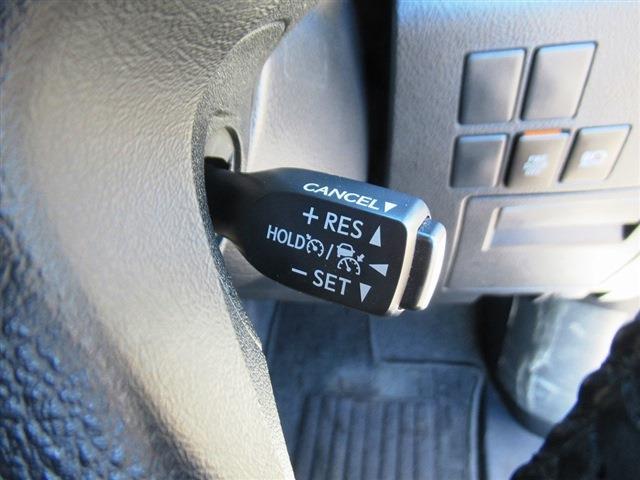 CANCEL▼
+ RES ▲
HOLD /
− SET ▼